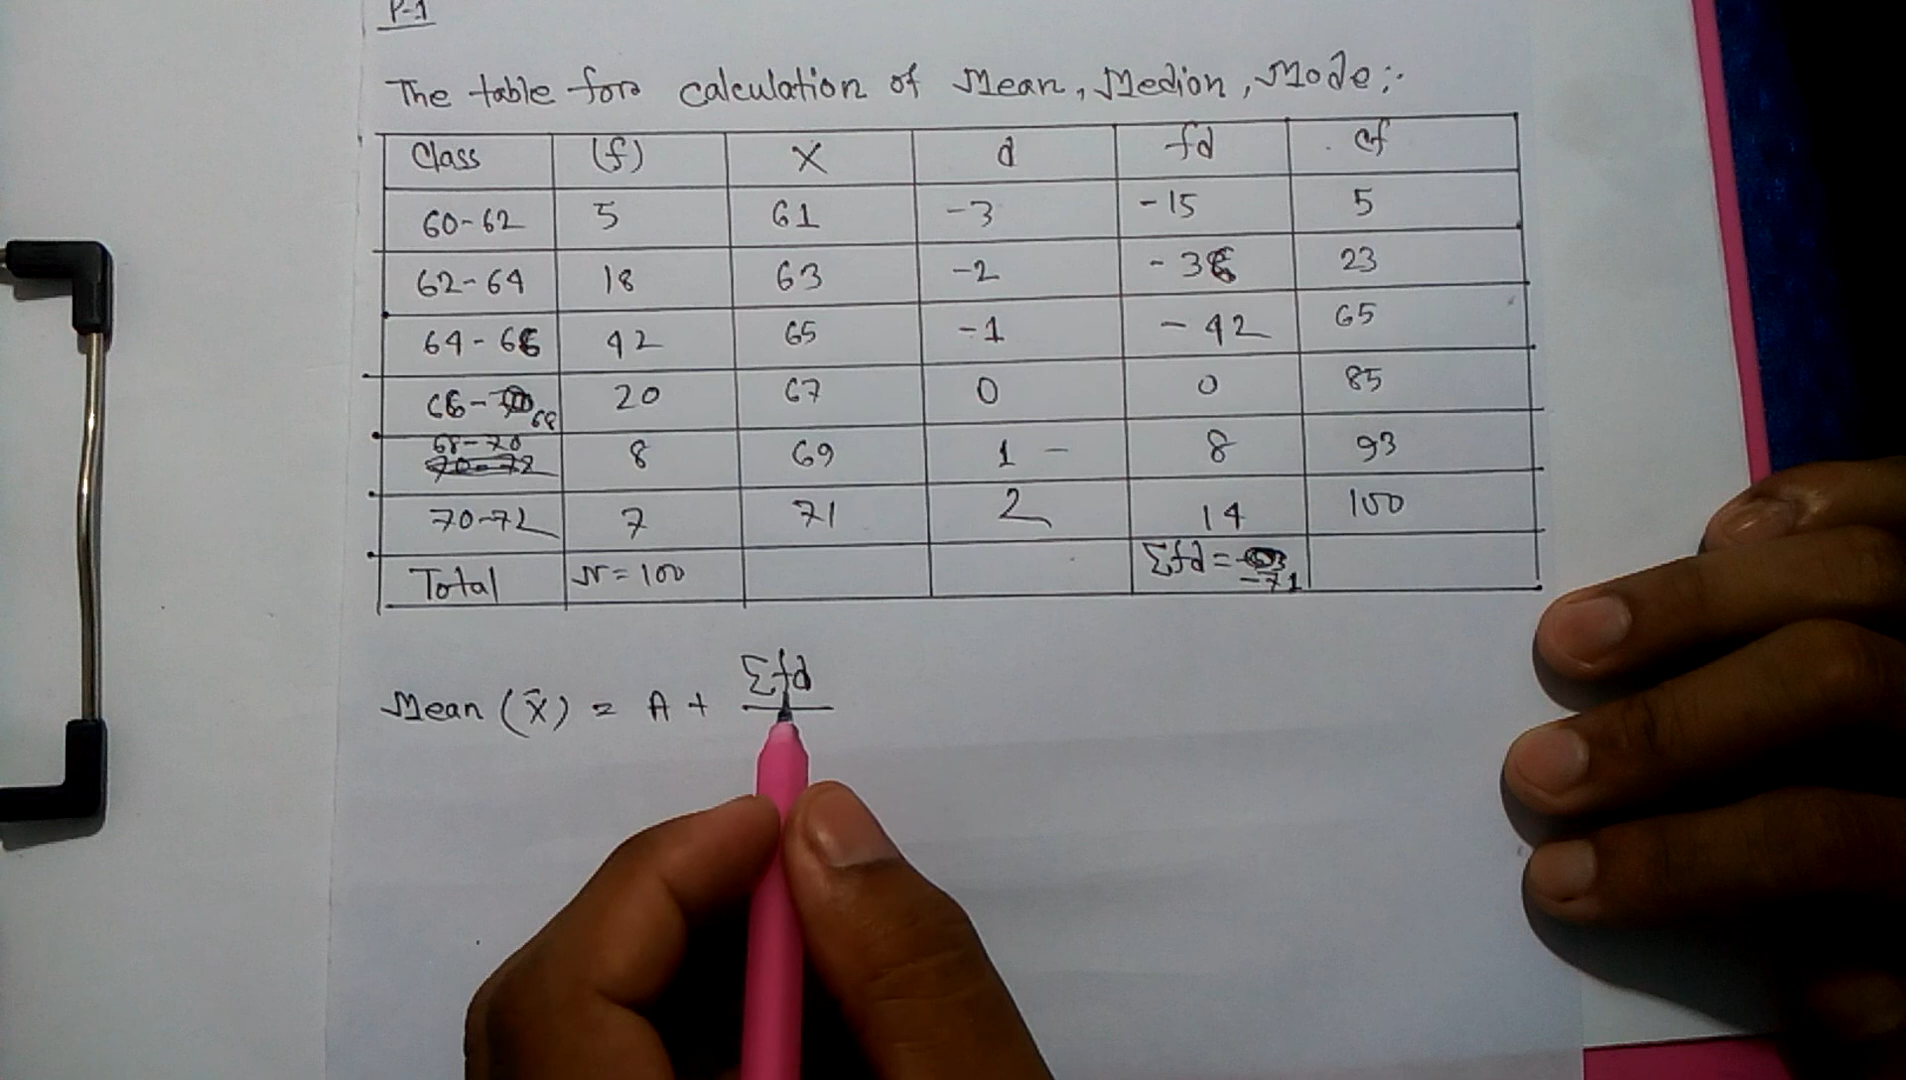 P-1
The table for calculation of Mean, Median, Mode:-
Class (f) X d fd cf
60-62 5 61 -3 -15 5
62-64 18 63 -2 -36 23
64-66 42 65 -1 -42 65
66-68 20 67 0 0 85
68-70 8 69 1 - 8 93
70-72
70-72 7 71 2 14 100
Total N=100 Σfd = -71
Mean (x̄) = A + Σfd